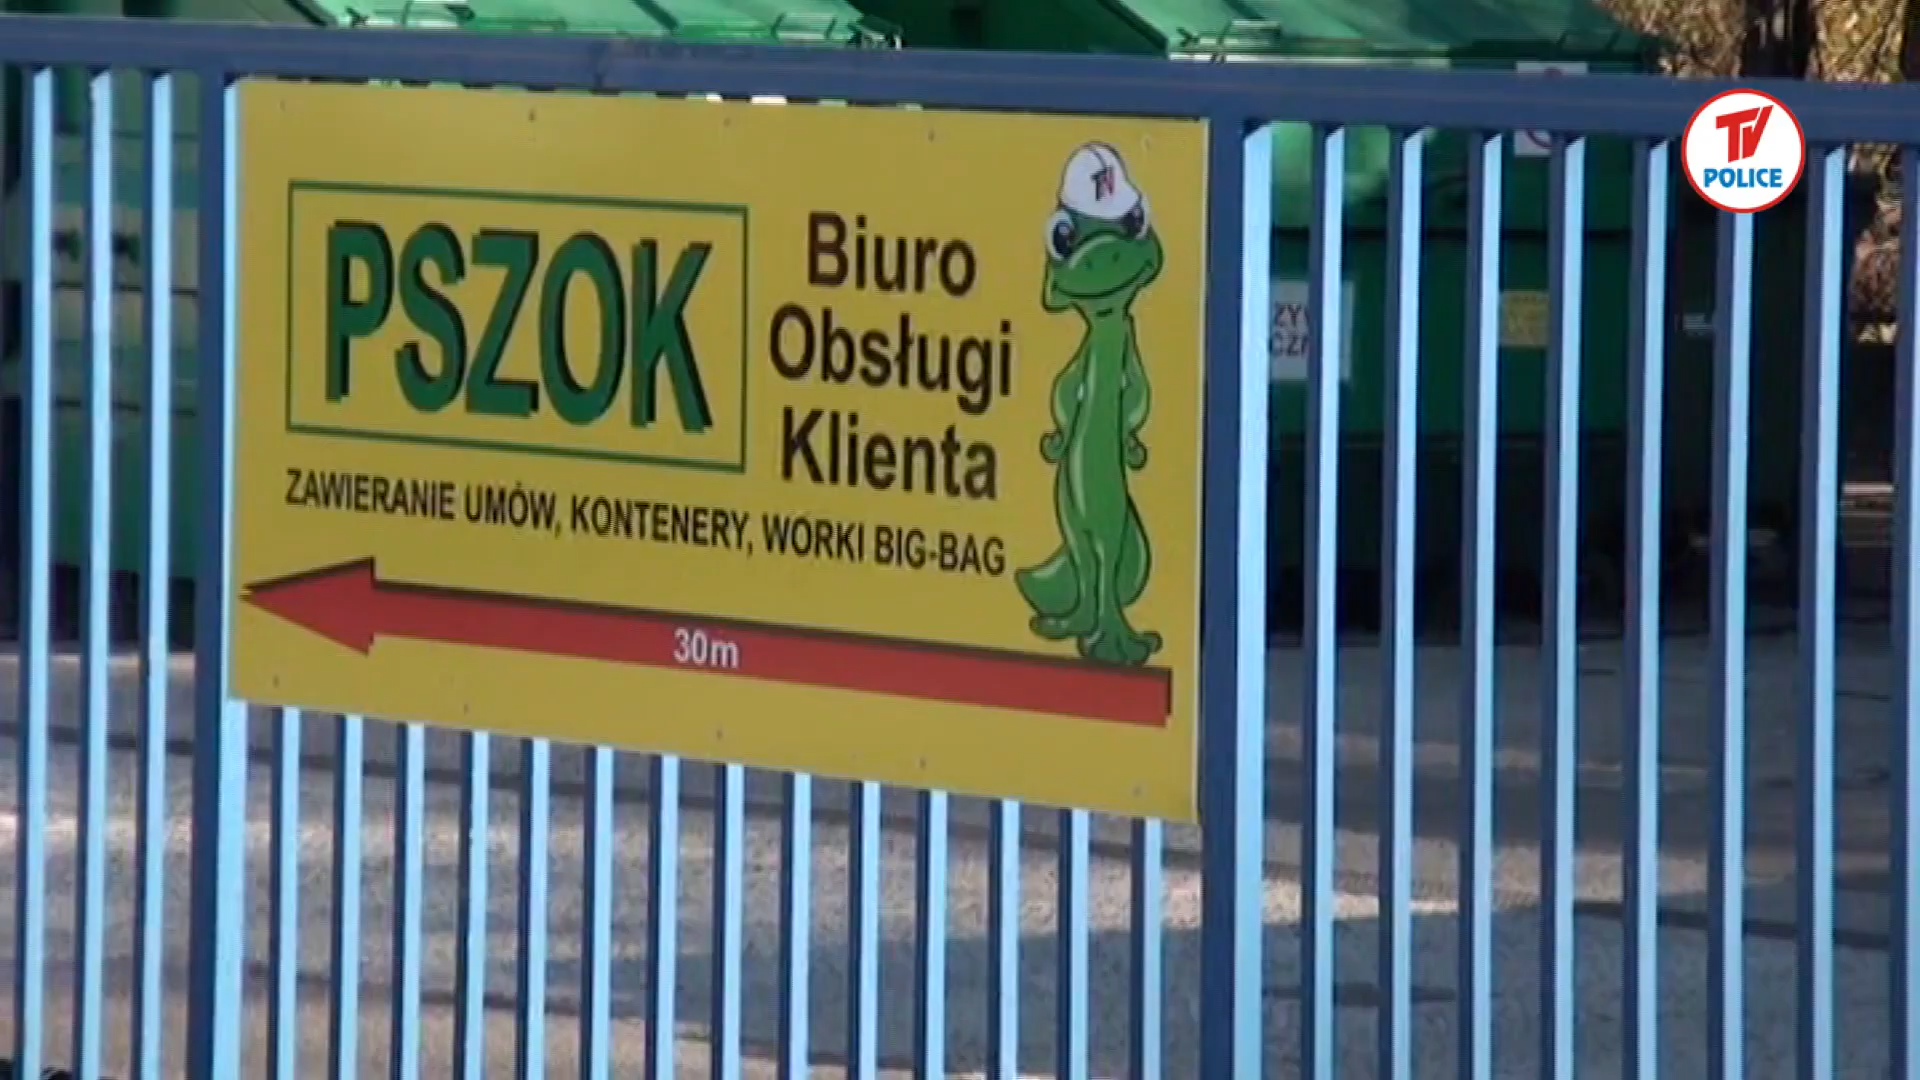 PSZOK
Biuro
Obsługi
Klienta
ZAWIERANIE UMÓW, KONTENERY, WORKI BIG-BAG
30m
TV
POLICE